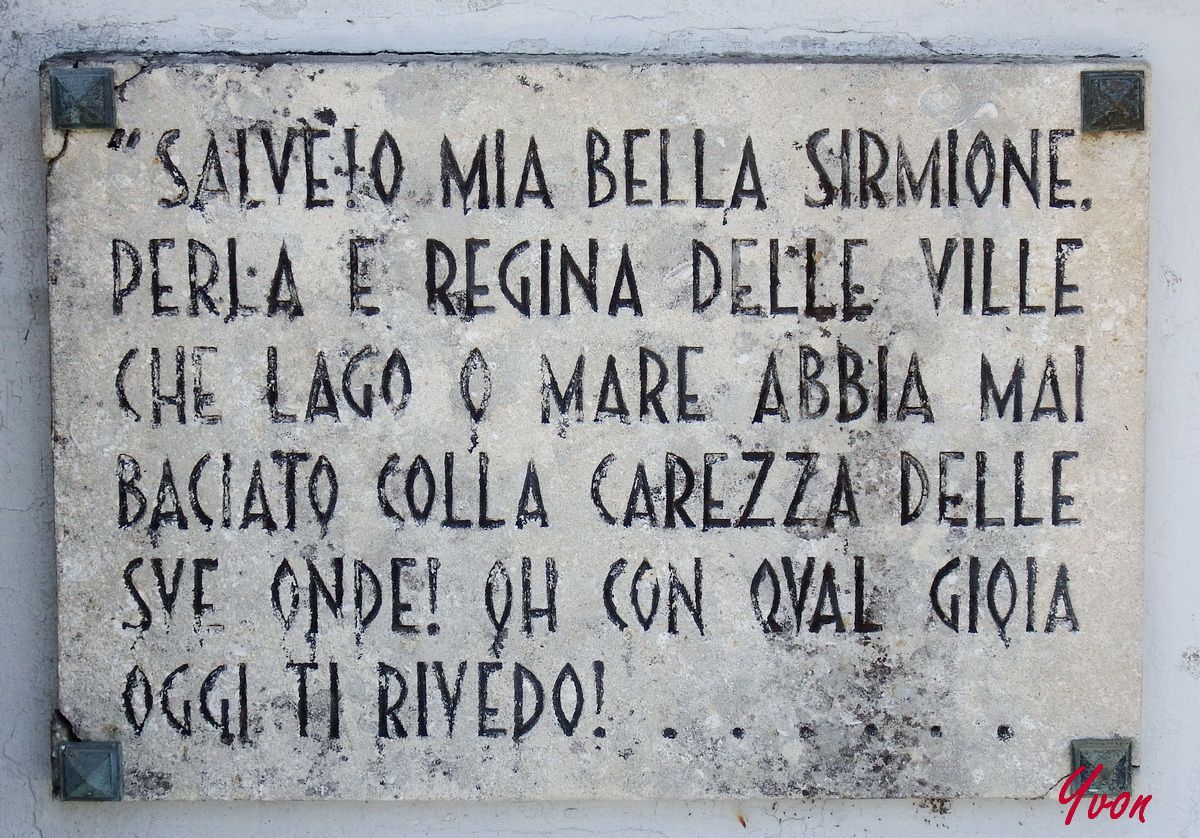 "SALVE!O MIA BELLA SIRMIONE,
PERLA E REGINA DELLE VILLE
CHE LAGO O MARE ABBIA MAI
BACIATO COLLA CAREZZA DELLE
SVE ONDE! OH CON QVAL GIOIA
OGGI TI RIVEDO! . . . . . .
Yvon